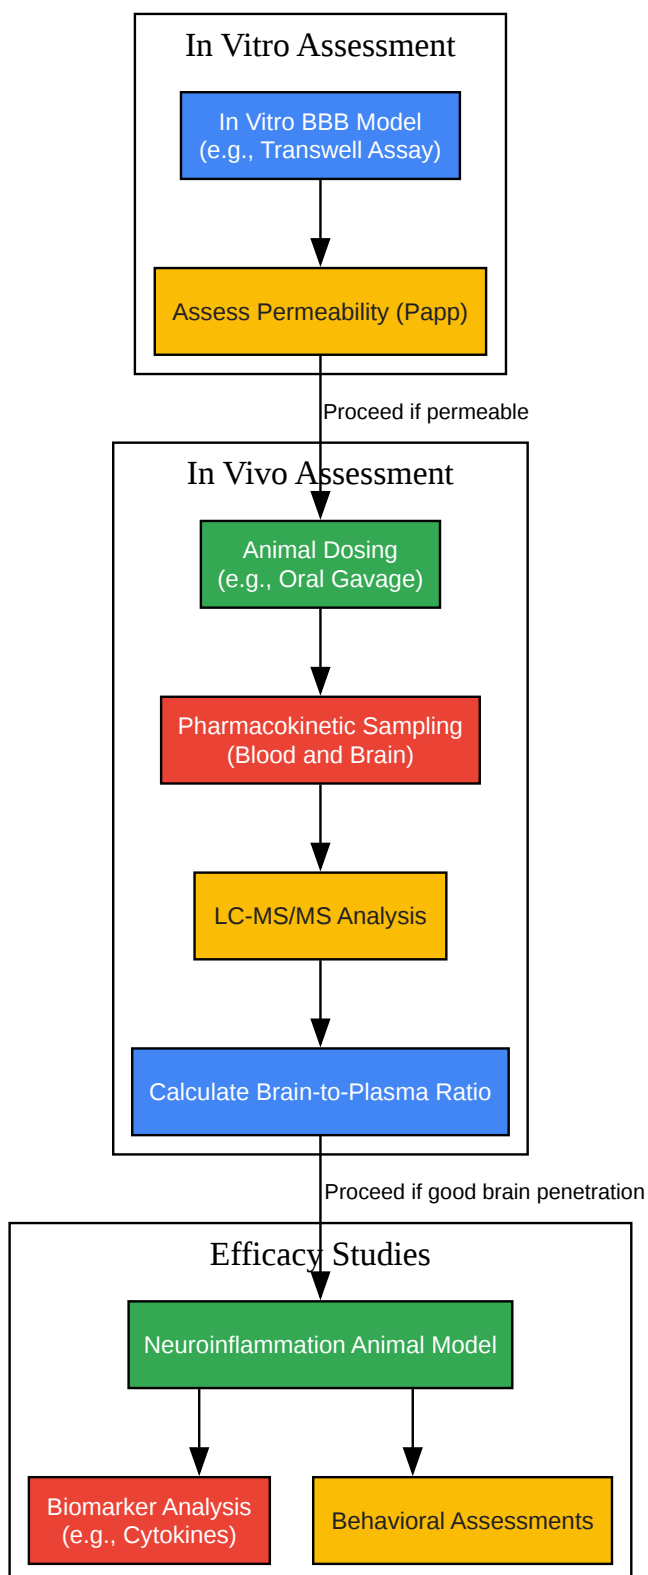 In Vitro Assessment
In Vitro BBB Model
(e.g., Transwell Assay)
Assess Permeability (Papp)
Proceed if permeable
In Vivo Assessment
Animal Dosing
(e.g., Oral Gavage)
Pharmacokinetic Sampling
(Blood and Brain)
LC-MS/MS Analysis
Calculate Brain-to-Plasma Ratio
Proceed if good brain penetration
Efficacy Studies
Neuroinflammation Animal Model
Biomarker Analysis
(e.g., Cytokines)
Behavioral Assessments